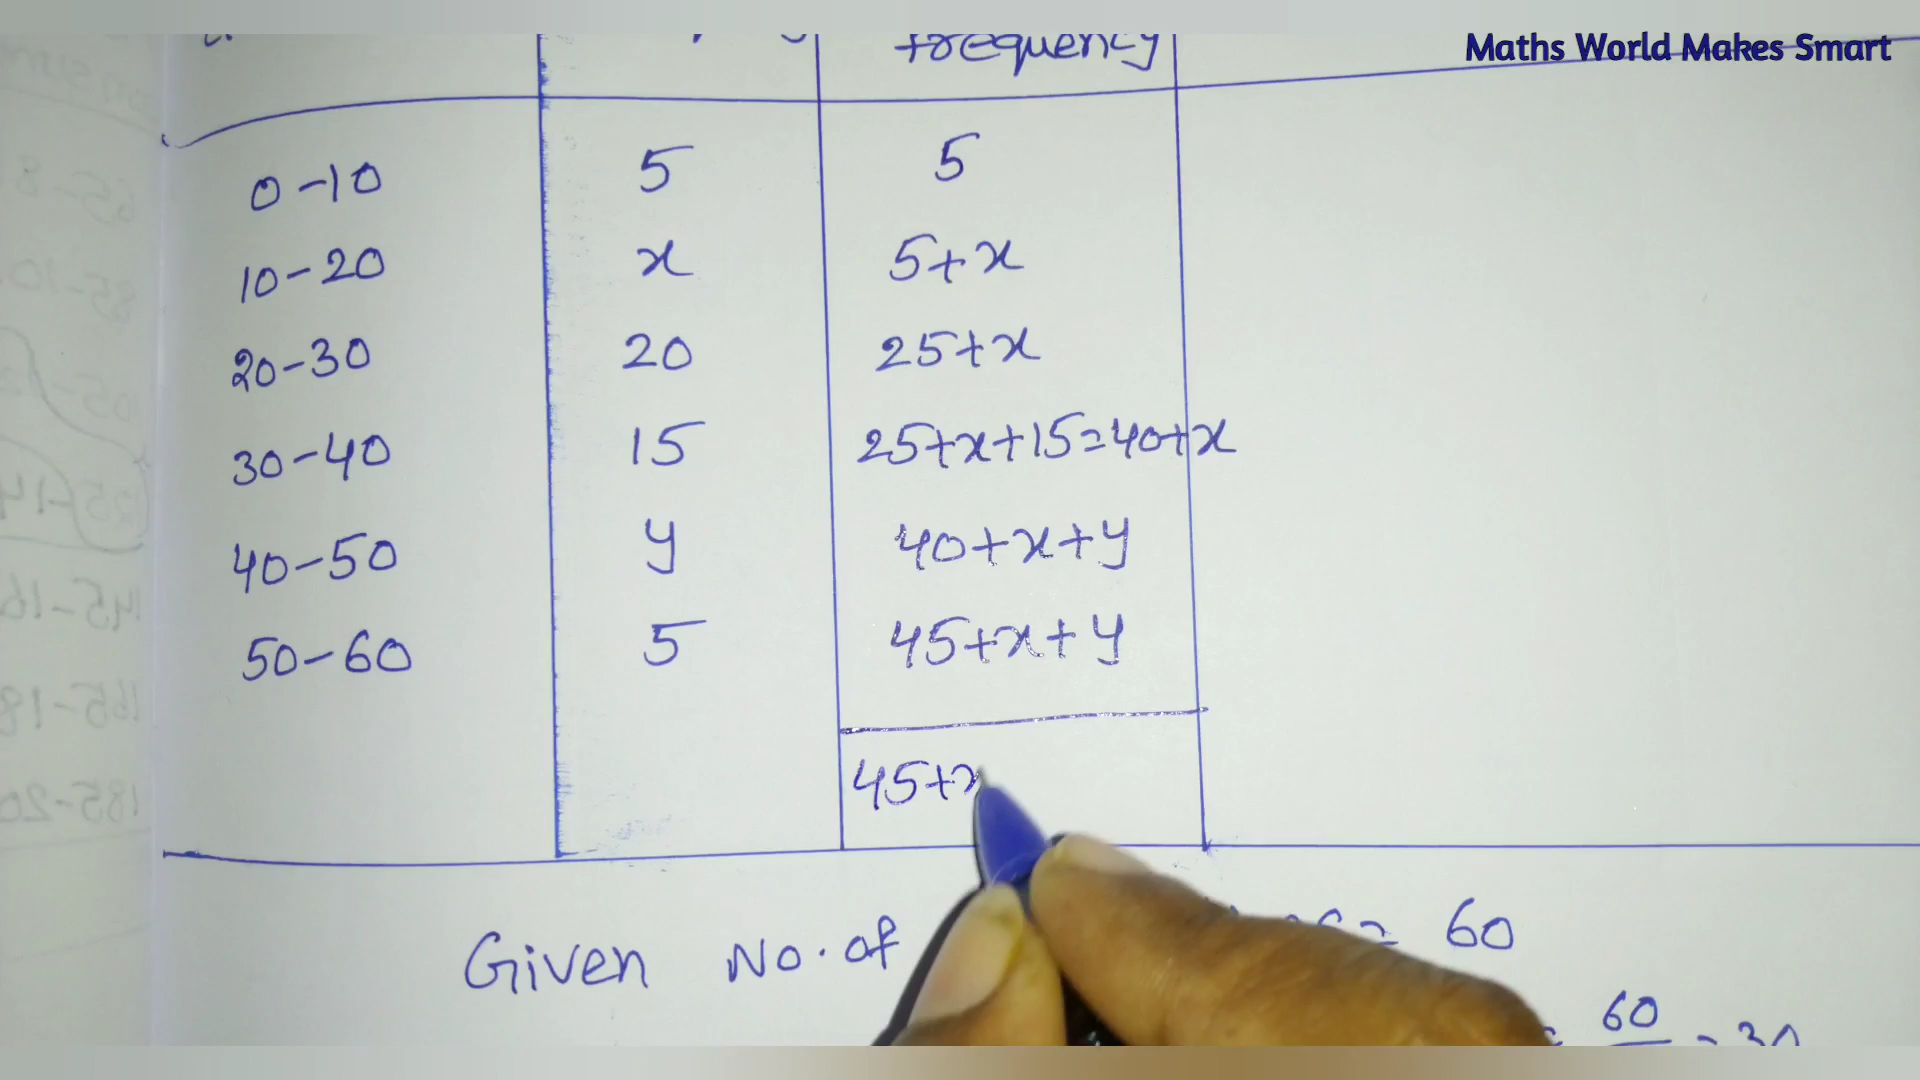 Maths World Makes Smart
frequency
0-10 5 5
10-20 x 5+x
20-30 20 25+x
30-40 15 25+x+15=40+x
40-50 y 40+x+y
50-60 5 45+x+y
45+x
Given No. of = 60
60 = 30